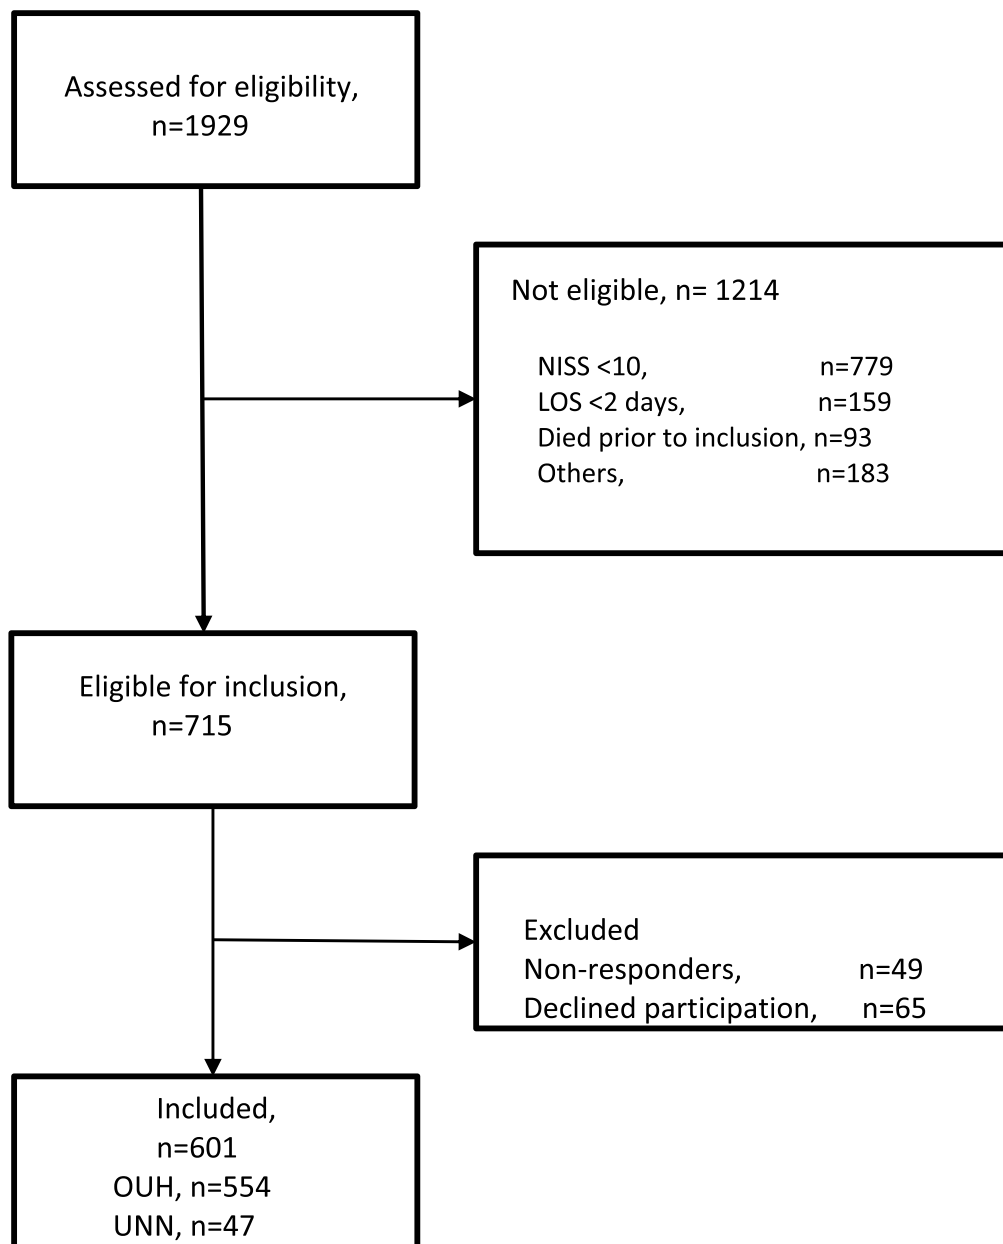 Assessed for eligibility,
n=1929
Not eligible, n= 1214
NISS <10, n=779
LOS <2 days, n=159
Died prior to inclusion, n=93
Others, n=183
Eligible for inclusion,
n=715
Excluded
Non-responders, n=49
Declined participation, n=65
Included,
n=601
OUH, n=554
UNN, n=47